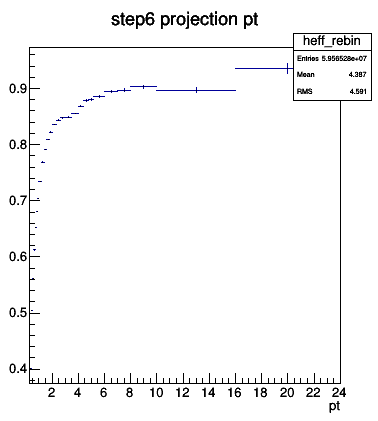 step6 projection pt
heff_rebin
Entries 5.956528e+07
Mean 4.387
RMS 4.591
0.9
0.8
0.7
0.6
0.5
0.4
2 4 6 8 10 12 14 16 18 20 22 24
pt